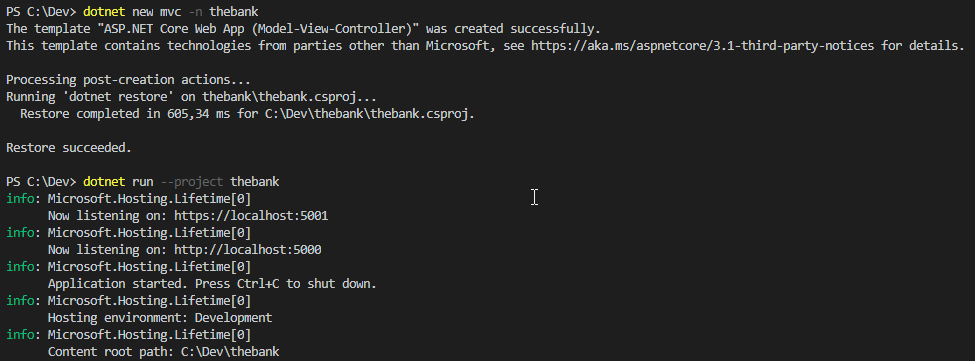 PS C:\Dev> dotnet new mvc -n thebank
The template "ASP.NET Core Web App (Model-View-Controller)" was created successfully.
This template contains technologies from parties other than Microsoft, see https://aka.ms/aspnetcore/3.1-third-party-notices for details.
Processing post-creation actions...
Running 'dotnet restore' on thebank\thebank.csproj...
  Restore completed in 605,34 ms for C:\Dev\thebank\thebank.csproj.
Restore succeeded.
PS C:\Dev> dotnet run --project thebank
info: Microsoft.Hosting.Lifetime[0]
      Now listening on: https://localhost:5001
info: Microsoft.Hosting.Lifetime[0]
      Now listening on: http://localhost:5000
info: Microsoft.Hosting.Lifetime[0]
      Application started. Press Ctrl+C to shut down.
info: Microsoft.Hosting.Lifetime[0]
      Hosting environment: Development
info: Microsoft.Hosting.Lifetime[0]
      Content root path: C:\Dev\thebank